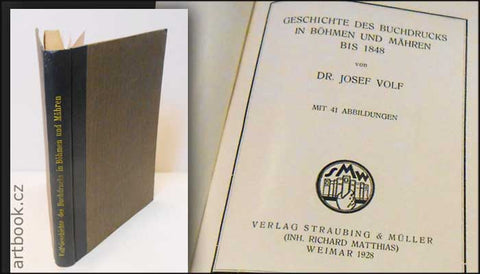 artbook.cz
Volf: Geschichte des Buchdrucks in Böhmen und Mähren
GESCHICHTE DES BUCHDRUCKS
IN BÖHMEN UND MÄHREN
BIS 1848
von
DR. JOSEF VOLF
MIT 41 ABBILDUNGEN
SMW
VERLAG STRAUBING & MÜLLER
(INH. RICHARD MATTHIAS)
WEIMAR 1928